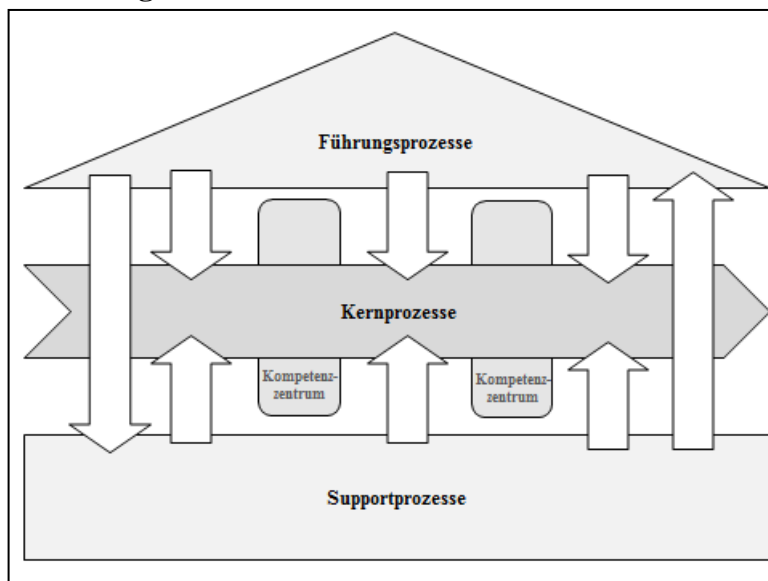 Führungsprozesse
Kernprozesse
Kompetenz-
zentrum
Kompetenz-
zentrum
Supportprozesse